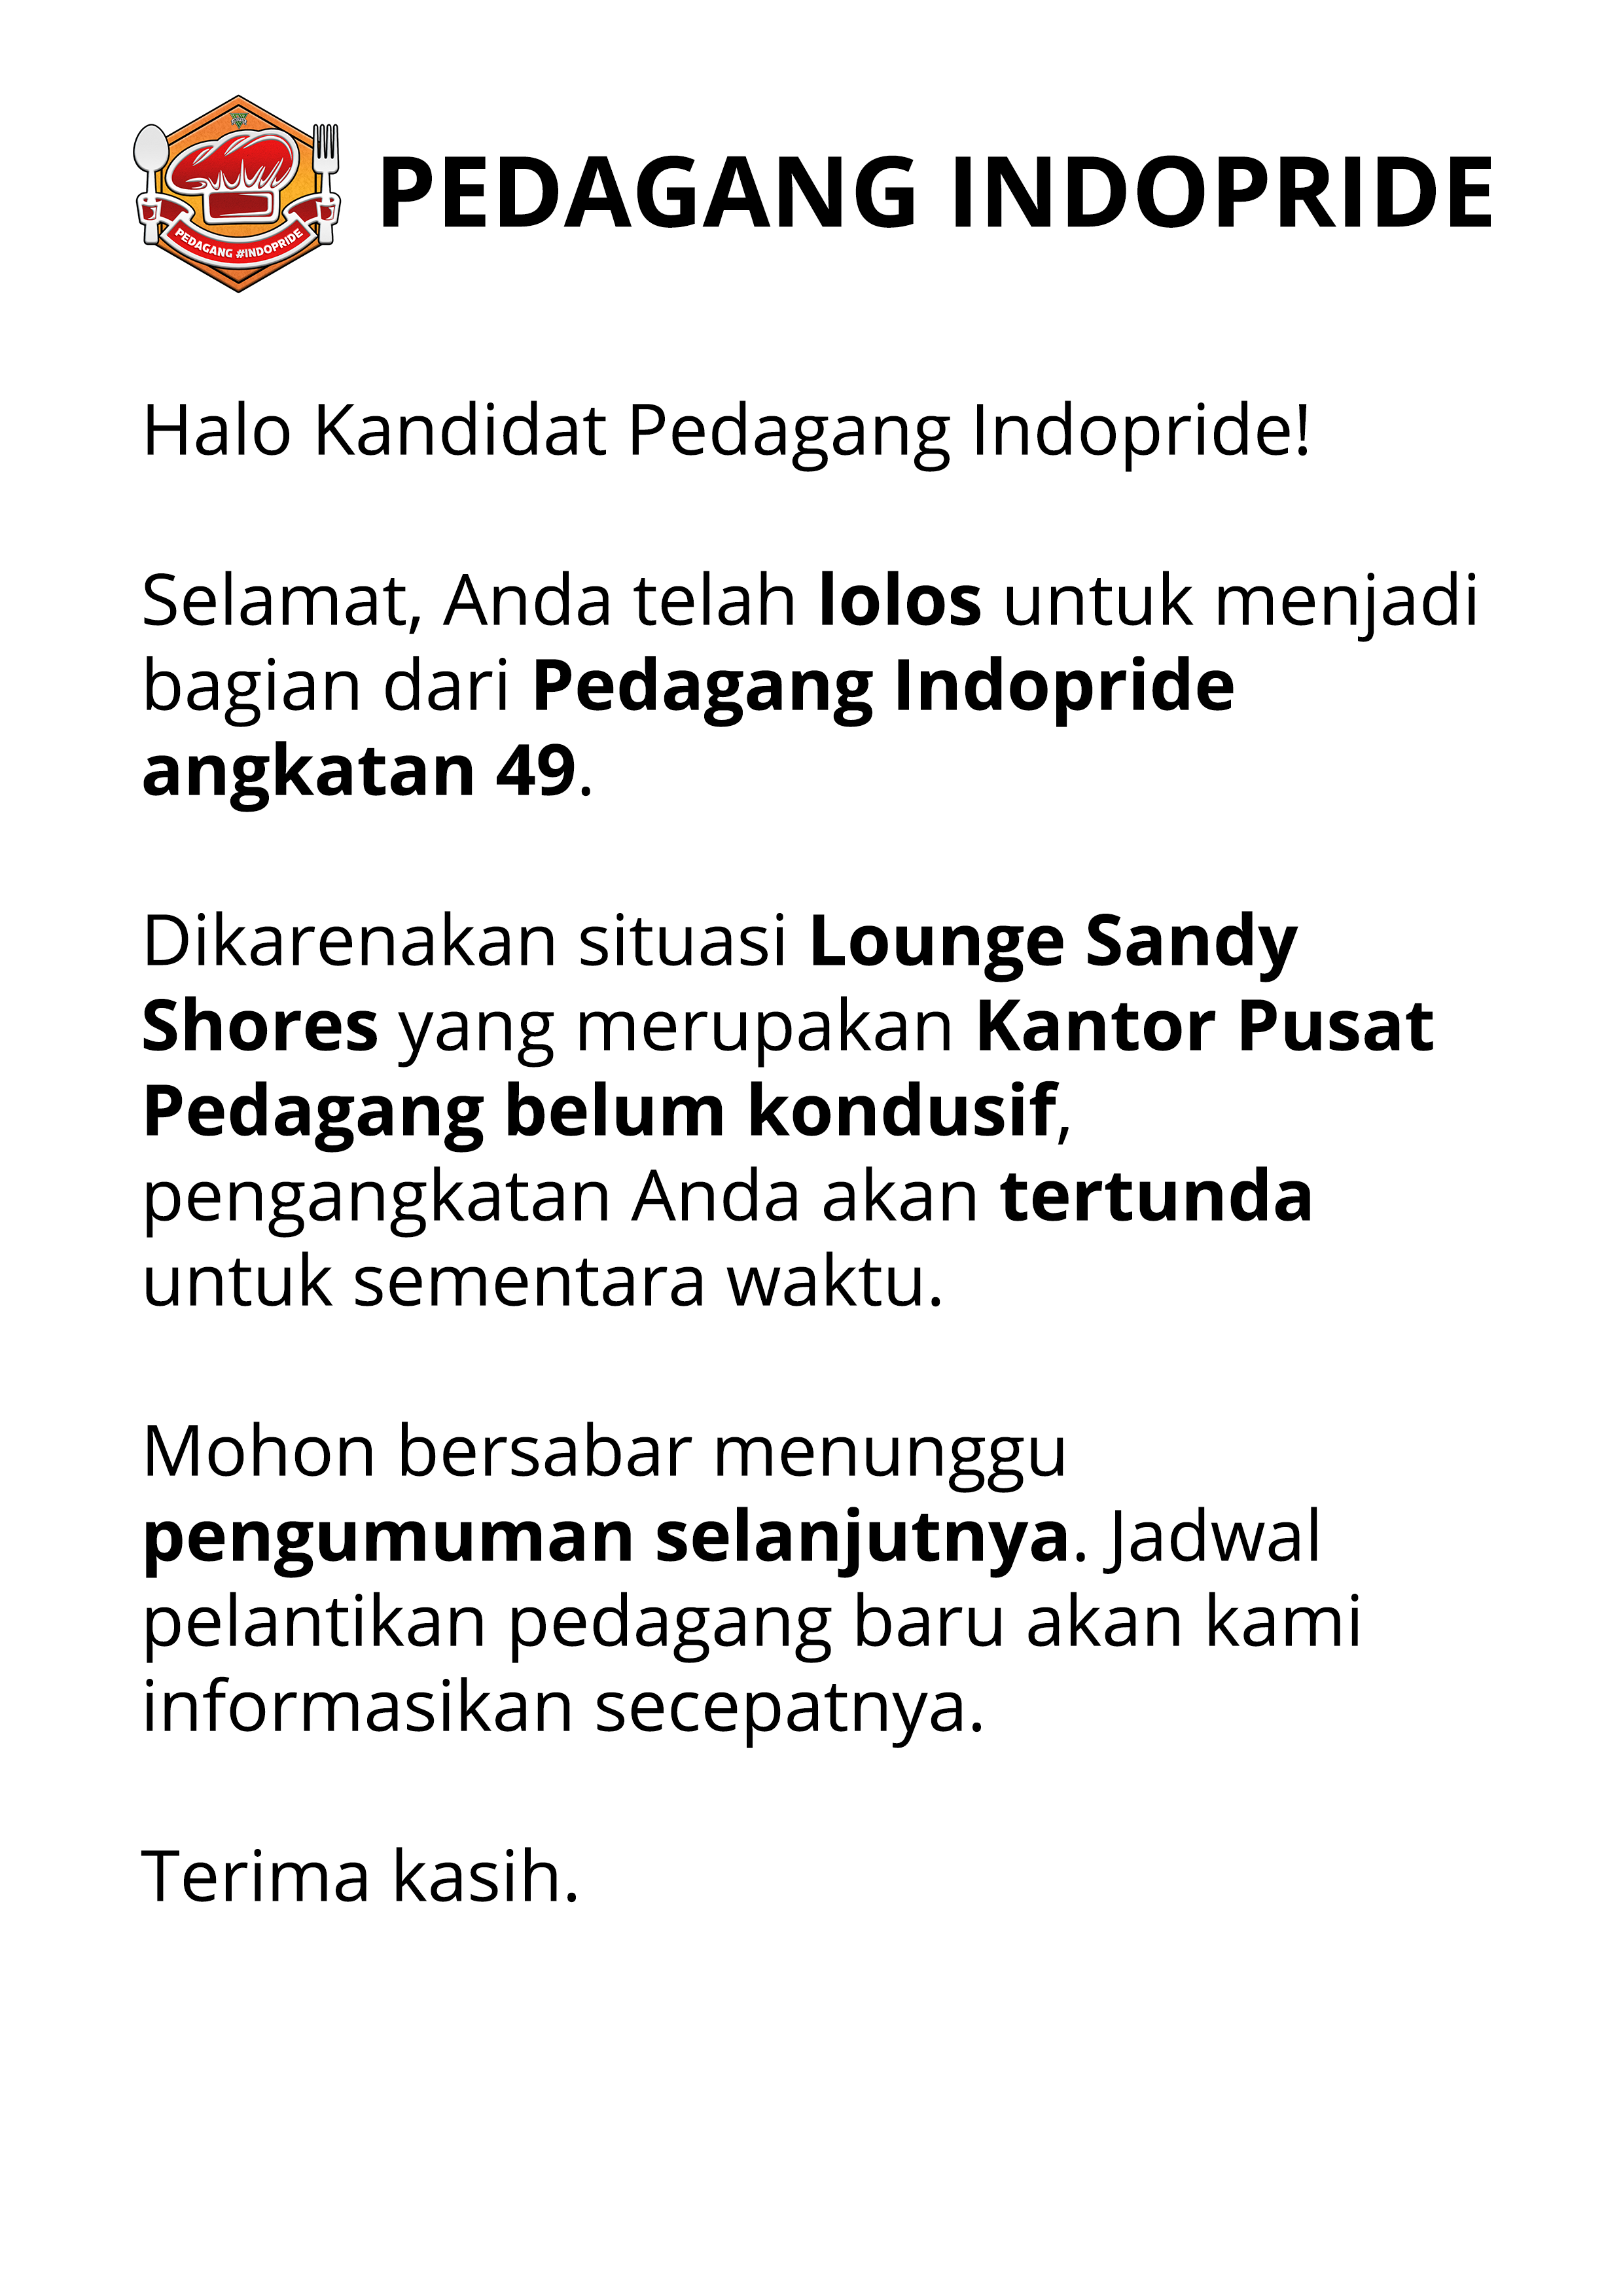 PEDAGANG #INDOPRIDE
PEDAGANG INDOPRIDE
Halo Kandidat Pedagang Indopride!
Selamat, Anda telah lolos untuk menjadi
bagian dari Pedagang Indopride
angkatan 49.
Dikarenakan situasi Lounge Sandy
Shores yang merupakan Kantor Pusat
Pedagang belum kondusif,
pengangkatan Anda akan tertunda
untuk sementara waktu.
Mohon bersabar menunggu
pengumuman selanjutnya. Jadwal
pelantikan pedagang baru akan kami
informasikan secepatnya.
Terima kasih.